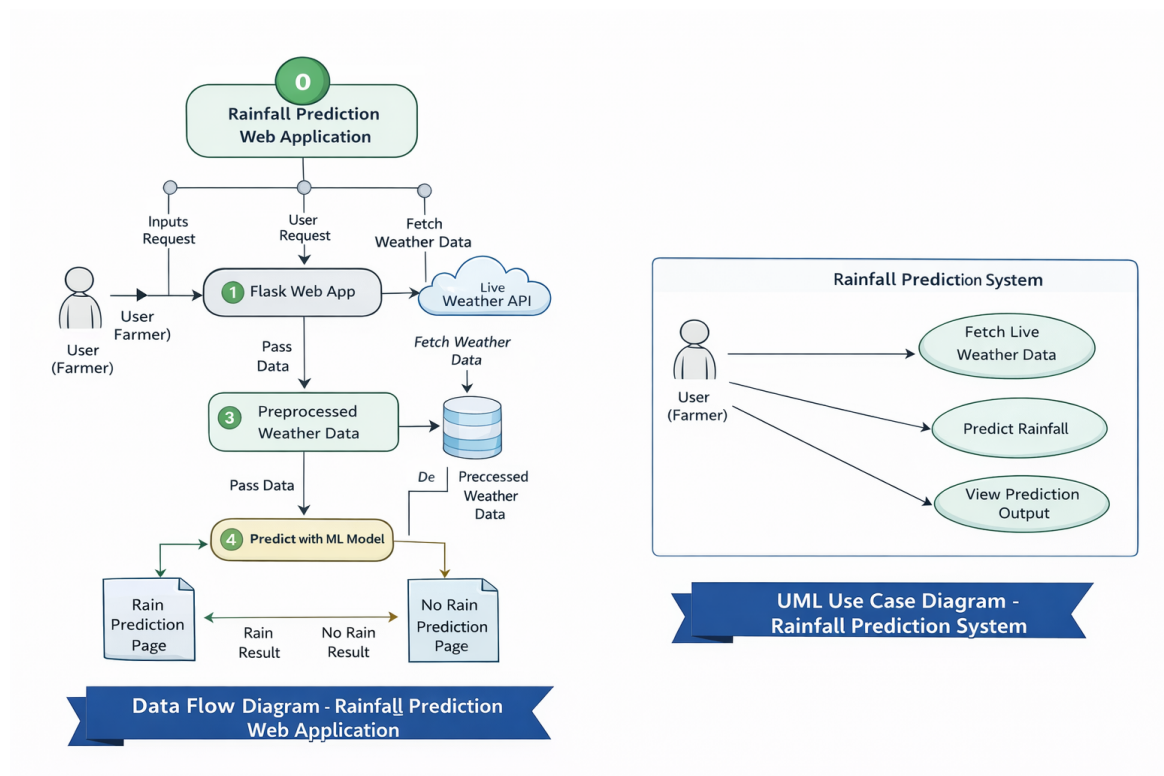 0
Rainfall Prediction
Web Application
Inputs
Request
User
Request
Fetch
Weather Data
1 Flask Web App
Live
Weather API
User
Farmer)
User
(Farmer)
Pass
Data
Fetch Weather
Data
3 Preprocessed
Weather Data
Pass Data
De
Preccessed
Weather
Data
4 Predict with ML Model
Rain
Prediction
Page
Rain
Result
No Rain
Result
No Rain
Prediction
Page
Data Flow Diagram - Rainfall Prediction
Web Application
Rainfall Prediction System
User
(Farmer)
Fetch Live
Weather Data
Predict Rainfall
View Prediction
Output
UML Use Case Diagram -
Rainfall Prediction System